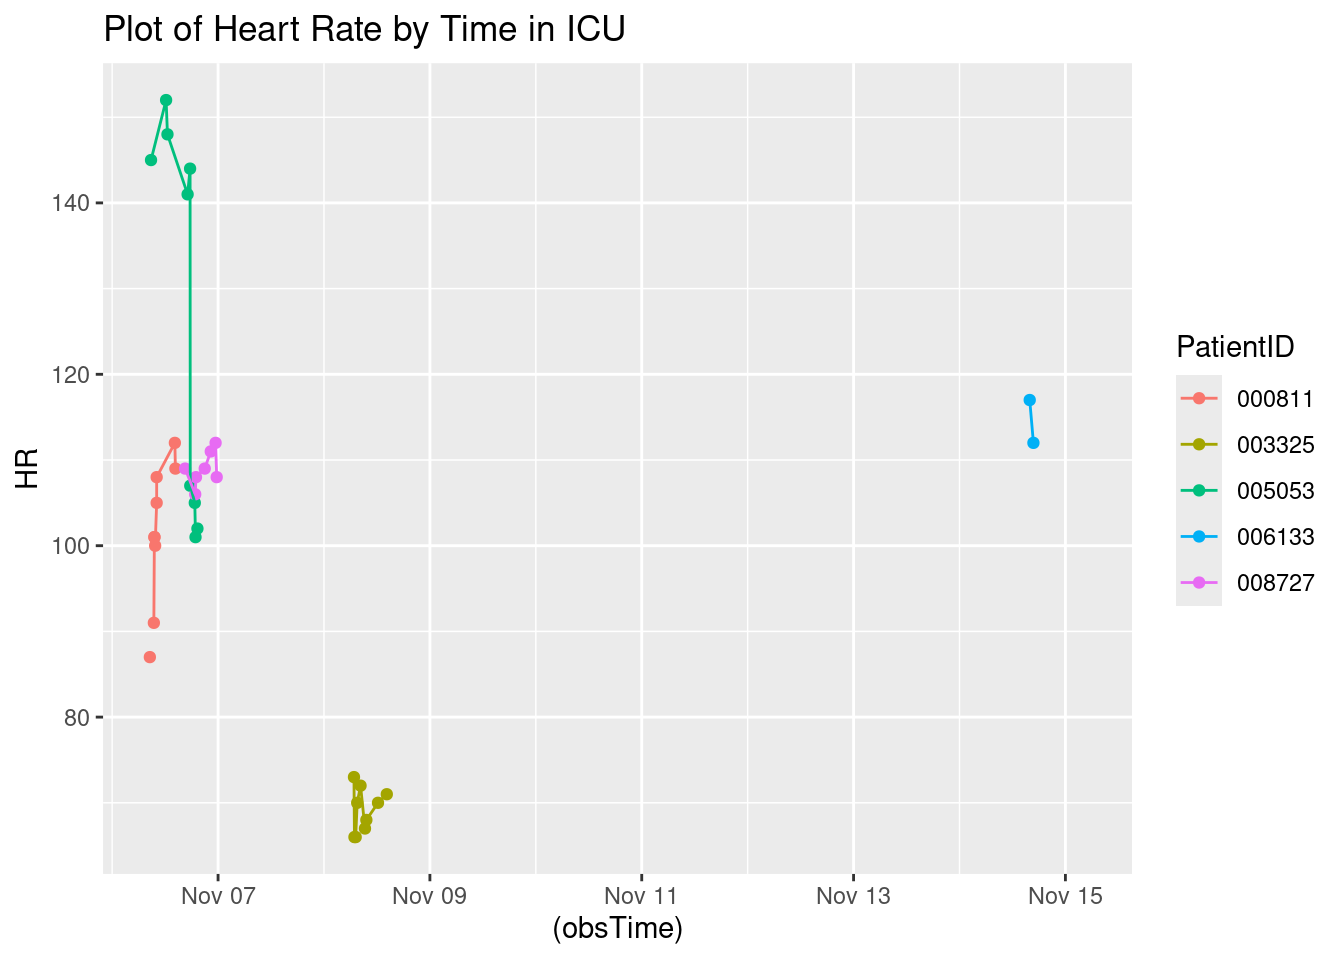 Plot of Heart Rate by Time in ICU
HR
140
120
100
80
Nov 07 Nov 09 Nov 11 Nov 13 Nov 15
(obsTime)
PatientID
000811
003325
005053
006133
008727